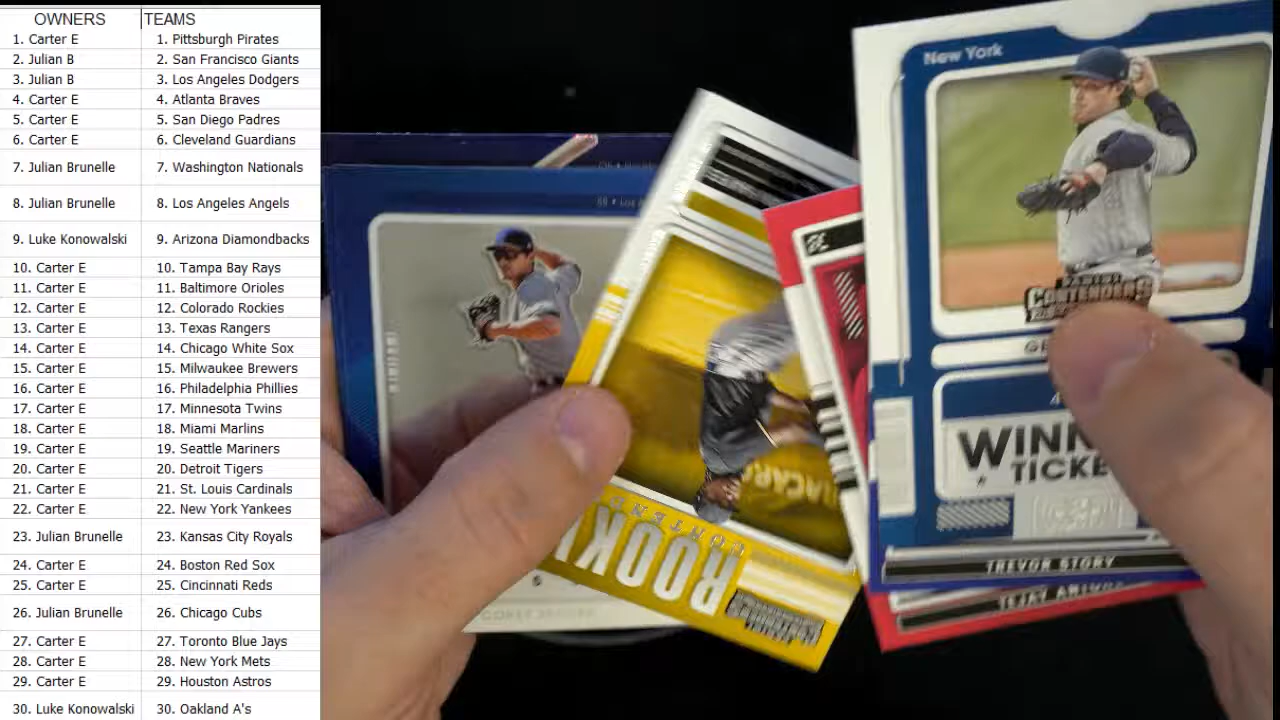 OWNERS TEAMS
1. Carter E 1. Pittsburgh Pirates
2. Julian B 2. San Francisco Giants
3. Julian B 3. Los Angeles Dodgers
4. Carter E 4. Atlanta Braves
5. Carter E 5. San Diego Padres
6. Carter E 6. Cleveland Guardians
7. Julian Brunelle 7. Washington Nationals
8. Julian Brunelle 8. Los Angeles Angels
9. Luke Konowalski 9. Arizona Diamondbacks
10. Carter E 10. Tampa Bay Rays
11. Carter E 11. Baltimore Orioles
12. Carter E 12. Colorado Rockies
13. Carter E 13. Texas Rangers
14. Carter E 14. Chicago White Sox
15. Carter E 15. Milwaukee Brewers
16. Carter E 16. Philadelphia Phillies
17. Carter E 17. Minnesota Twins
18. Carter E 18. Miami Marlins
19. Carter E 19. Seattle Mariners
20. Carter E 20. Detroit Tigers
21. Carter E 21. St. Louis Cardinals
22. Carter E 22. New York Yankees
23. Julian Brunelle 23. Kansas City Royals
24. Carter E 24. Boston Red Sox
25. Carter E 25. Cincinnati Reds
26. Julian Brunelle 26. Chicago Cubs
27. Carter E 27. Toronto Blue Jays
28. Carter E 28. New York Mets
29. Carter E 29. Houston Astros
30. Luke Konowalski 30. Oakland A's
New York
PANINI
CONTENDERS
GE
WINN
TICKE
TREVOR STORY
TEJAY ANTONE
ROOKI
CONTEND